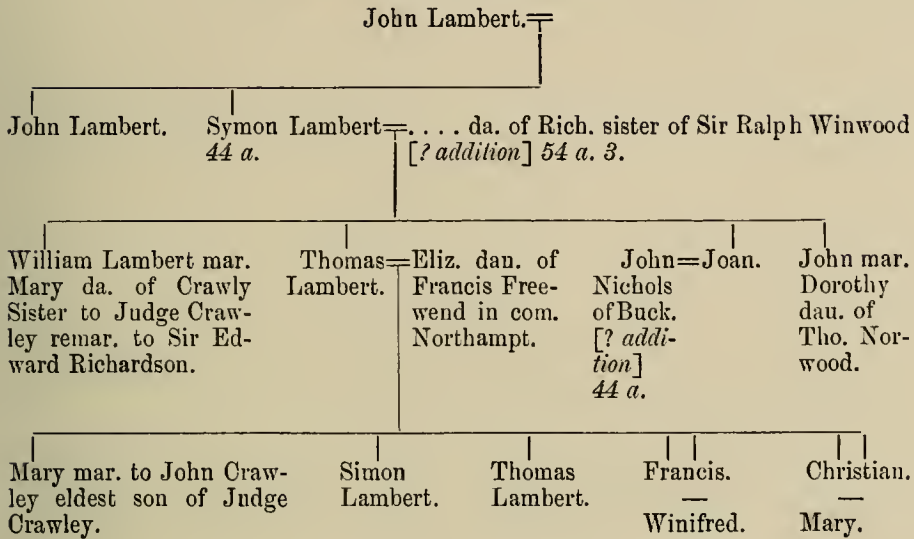 John Lambert.=
John Lambert.
Symon Lambert=. . . . da. of Rich. sister of Sir Ralph Winwood
44 a.
[? addition] 54 a. 3.
William Lambert mar.
Mary da. of Crawly
Sister to Judge Craw-
ley remar. to Sir Ed-
ward Richardson.
Thomas=Eliz. dau. of
Lambert.
Francis Free-
wend in com.
Northampt.
John=Joan.
Nichols
of Buck.
[? addi-
tion]
44 a.
John mar.
Dorothy
dau. of
Tho. Nor-
wood.
Mary mar. to John Craw-
ley eldest son of Judge
Crawley.
Simon
Lambert.
Thomas
Lambert.
Francis.
—
Winifred.
Christian.
—
Mary.